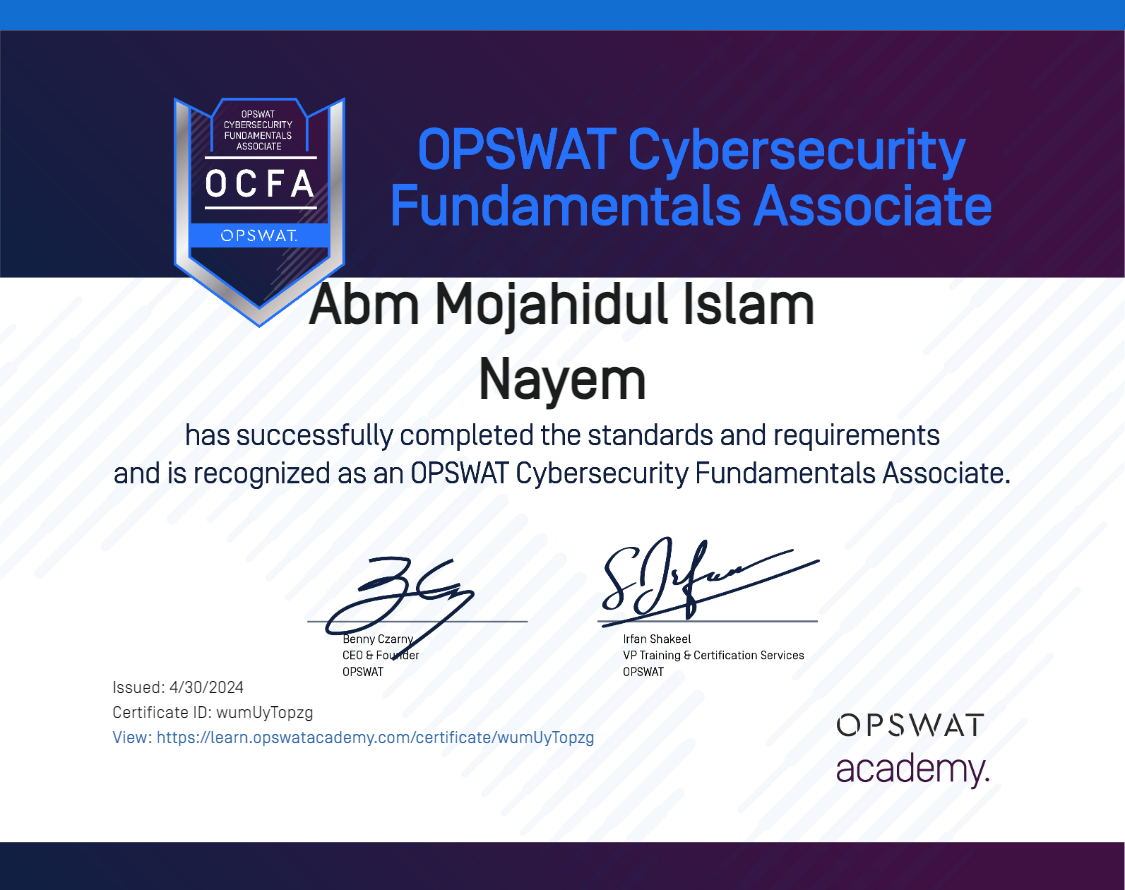 OPSWAT
CYBERSECURITY
FUNDAMENTALS
ASSOCIATE
OCFA
OPSWAT.
OPSWAT Cybersecurity
Fundamentals Associate
Abm Mojahidul Islam
Nayem
has successfully completed the standards and requirements
and is recognized as an OPSWAT Cybersecurity Fundamentals Associate.
Benny Czarny
CEO & Founder
OPSWAT
Irfan Shakeel
VP Training & Certification Services
OPSWAT
Issued: 4/30/2024
Certificate ID: wumUyTopzg
View: https://learn.opswatacademy.com/certificate/wumUyTopzg
OPSWAT
academy.